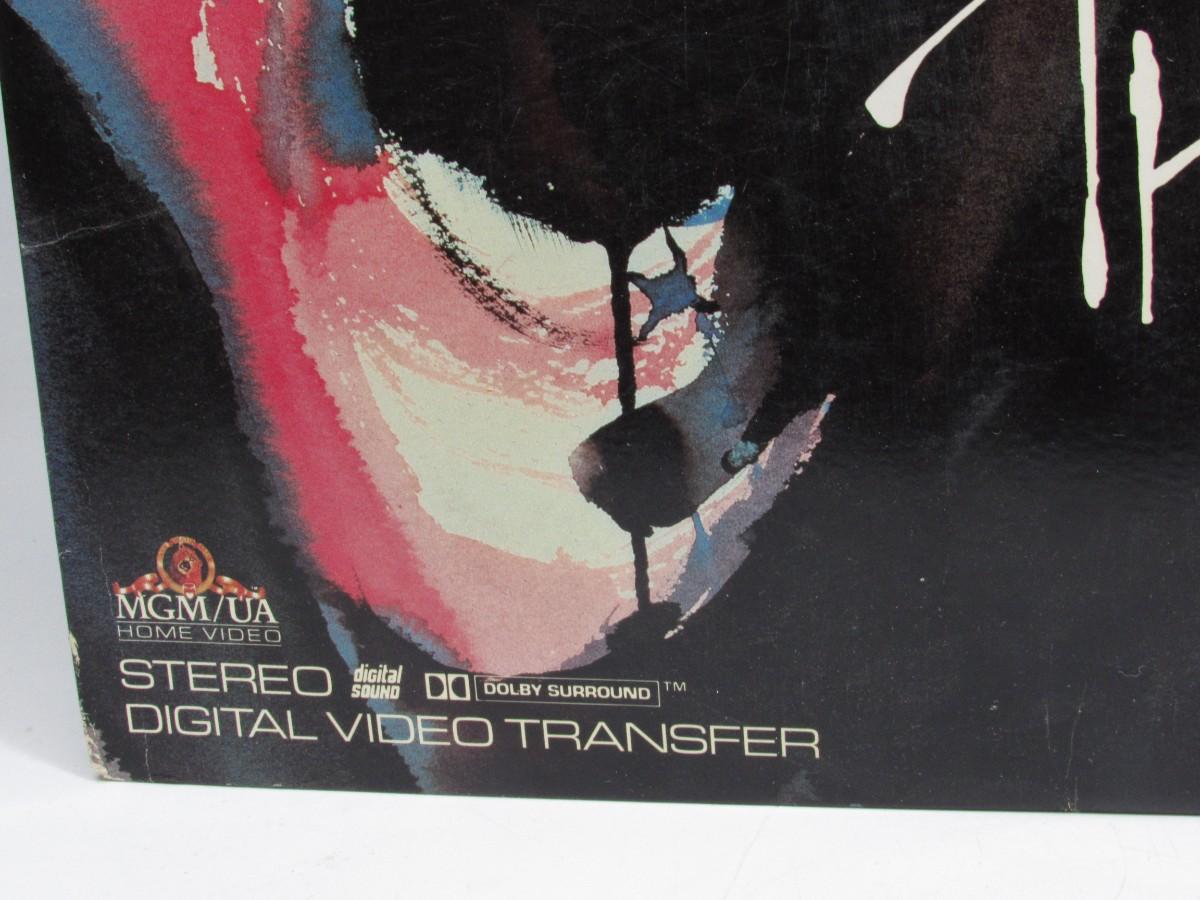 MGM/UA
HOME VIDEO
STEREO digital SOUND DOLBY SURROUND ™
DIGITAL VIDEO TRANSFER